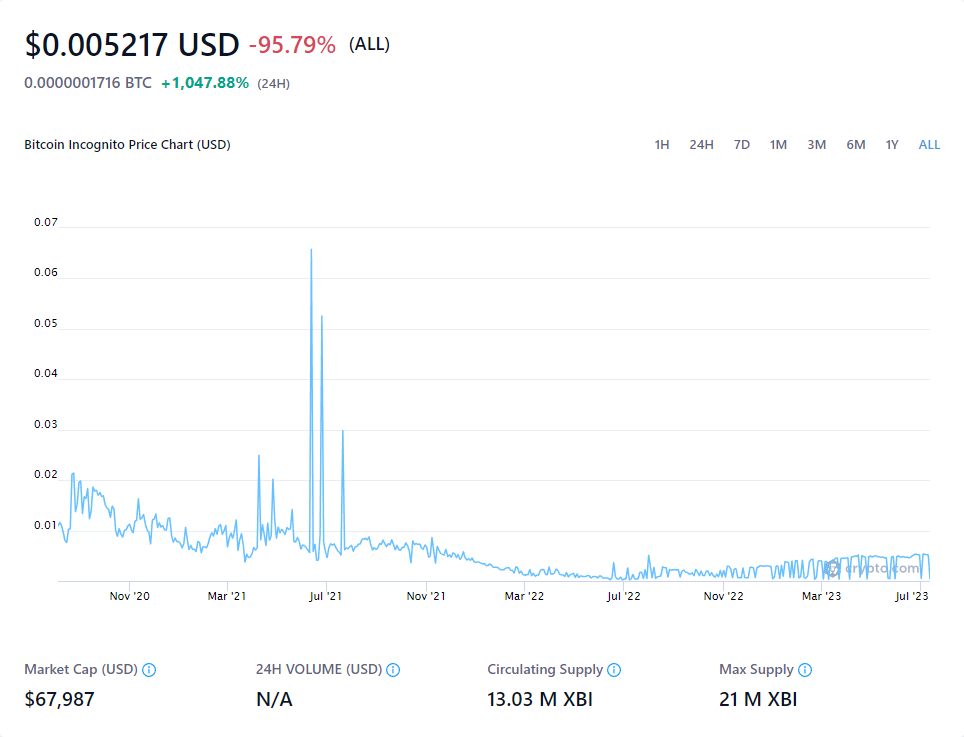 $0.005217 USD -95.79% (ALL)
0.0000001716 BTC +1,047.88% (24H)
Bitcoin Incognito Price Chart (USD) 1H 24H 7D 1M 3M 6M 1Y ALL
0.07
0.06
0.05
0.04
0.03
0.02
0.01
crypto.com
Nov '20 Mar '21 Jul '21 Nov '21 Mar '22 Jul '22 Nov '22 Mar '23 Jul '23
Market Cap (USD) 24H VOLUME (USD) Circulating Supply Max Supply
$67,987 N/A 13.03 M XBI 21 M XBI